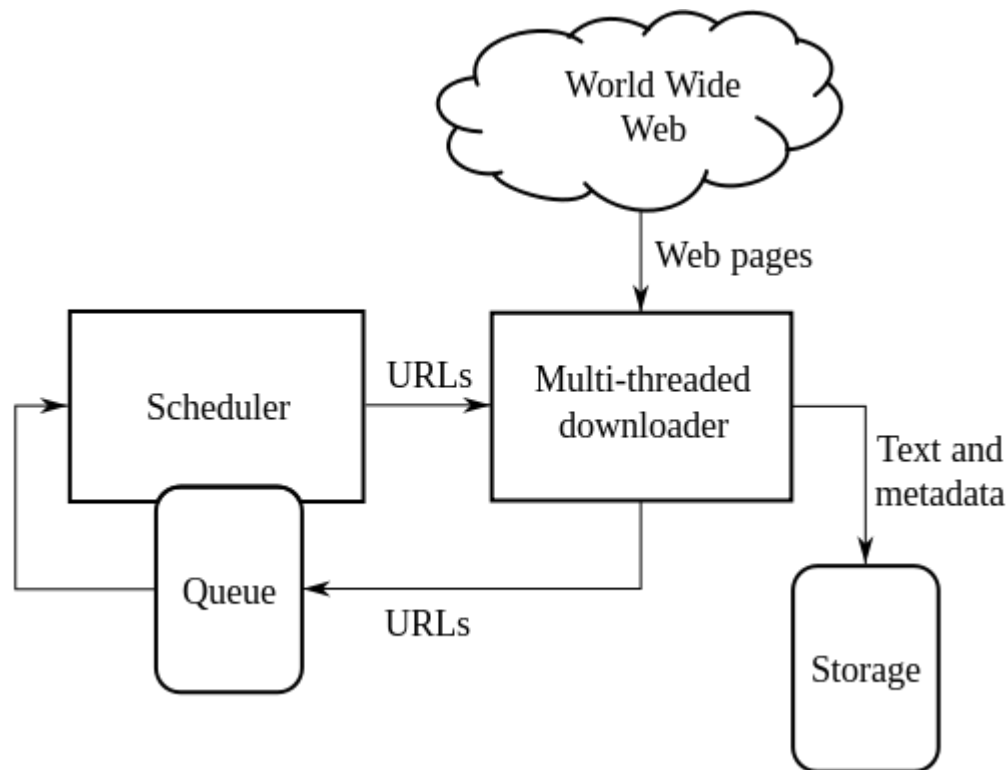 World Wide
Web
Web pages
URLs
Multi-threaded
downloader
Scheduler
Text and
metadata
Queue
URLs
Storage